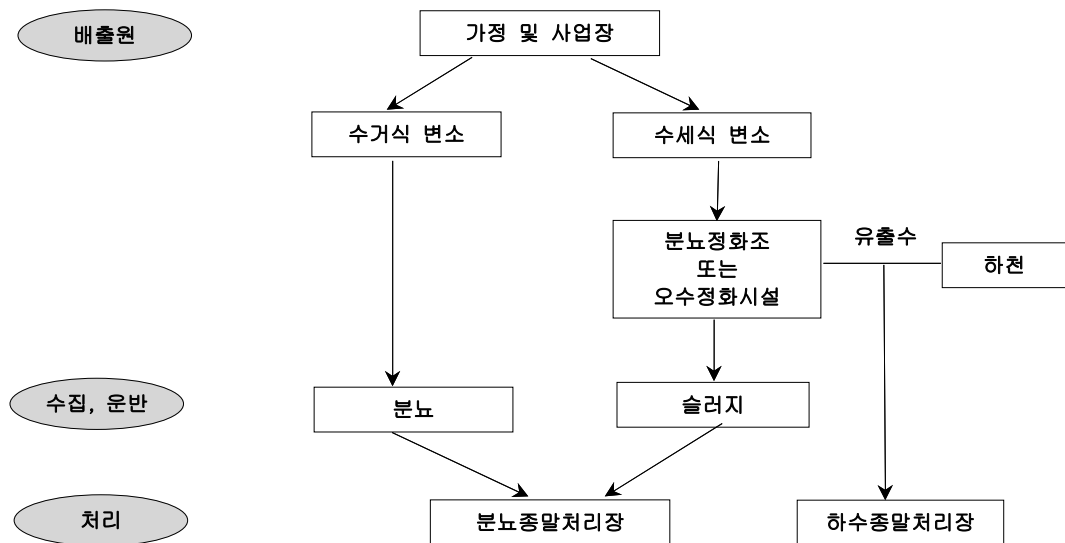 배출원
가정 및 사업장
수거식 변소
수세식 변소
분뇨정화조
또는
오수정화시설
유출수
하천
수집, 운반
분뇨
슬러지
처리
분뇨종말처리장
하수종말처리장